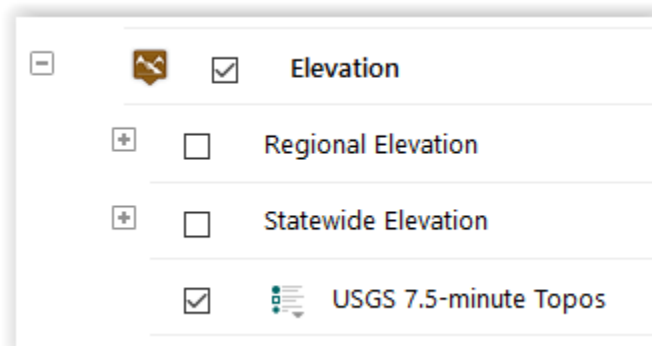 Elevation
Regional Elevation
Statewide Elevation
USGS 7.5-minute Topos